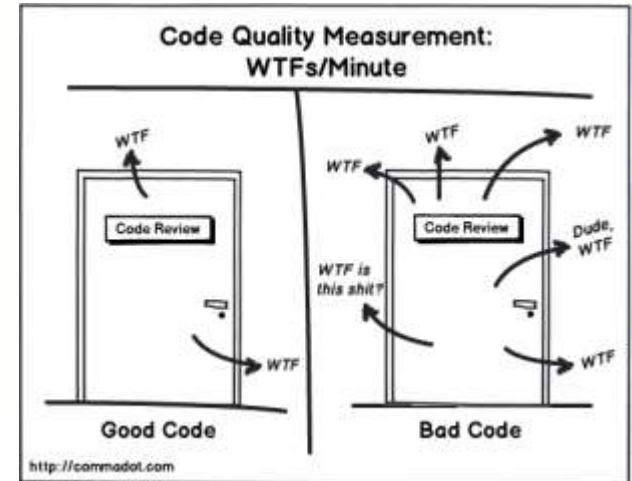 Code Quality Measurement:
WTFs/Minute
WTF
Code Review
WTF
Good Code
WTF
WTF
WTF
Code Review
Dude,
WTF
WTF is
this shit?
WTF
Bad Code
http://commadot.com